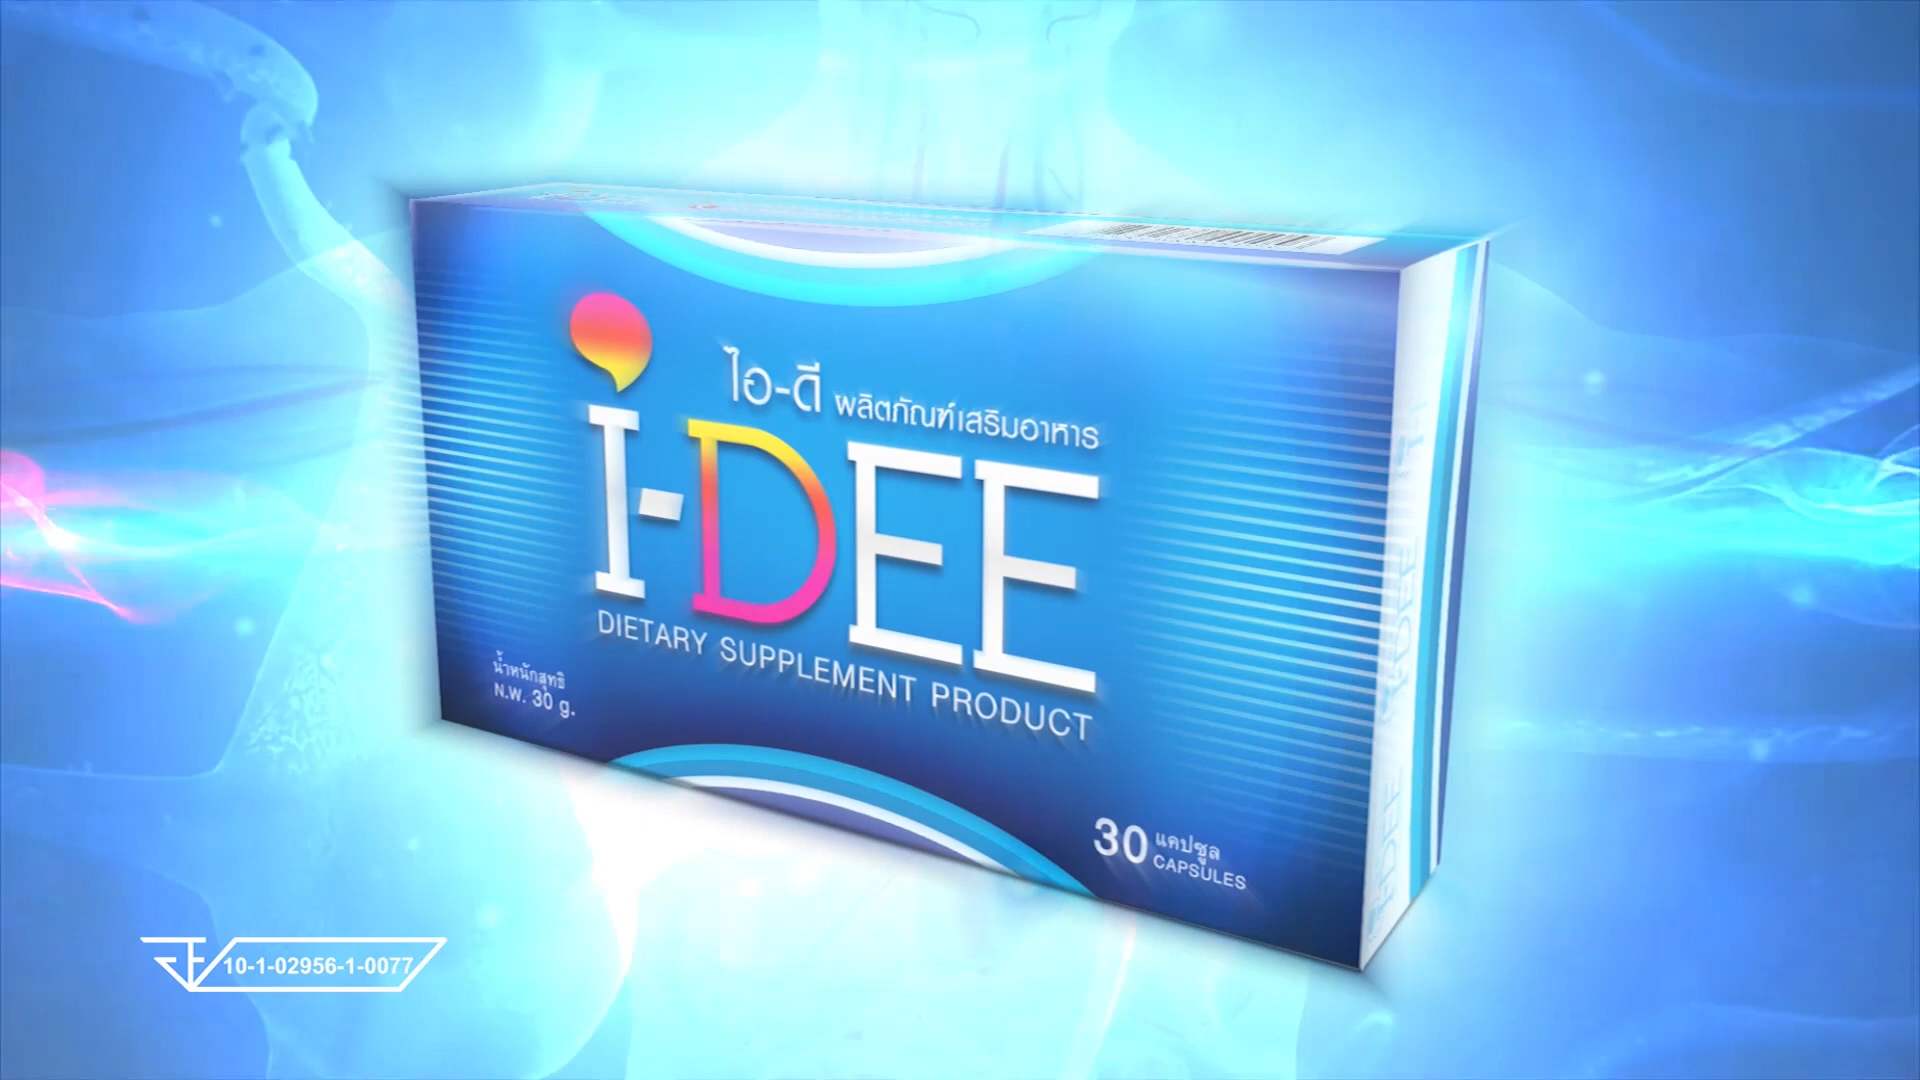 ไอ-ดี ผลิตภัณฑ์เสริมอาหาร
I-DEE
DIETARY SUPPLEMENT PRODUCT
น้ำหนักสุทธิ
N.W. 30 g.
30 แคปซูล
CAPSULES
I-DEE I-DEE
10-1-02956-1-0077